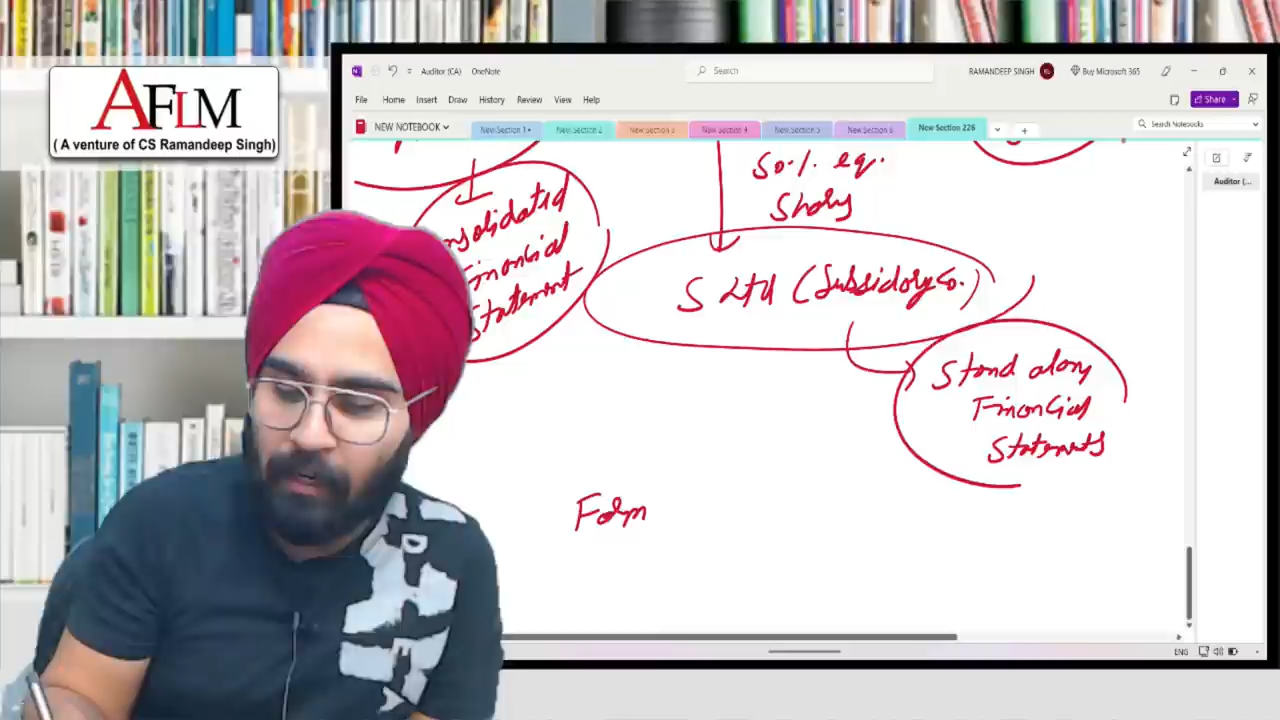 AFLM
( A venture of CS Ramandeep Singh)
Auditor (CA)
OneNote
Search
RAMANDEEP SINGH
Buy Microsoft 365
File
Home
Insert
Draw
History
Review
View
Help
Share
NEW NOTEBOOK
New Section 1
New Section 2
New Section 3
New Section 4
New Section 5
New Section 6
New Section 226
+
Search Notebooks
Auditor (...
50.1. eq.
Shares
nsolidated
Financial
Statement
S Ltd (Subsidary Co.)
Stand alone
Financial
Statements
Form
ENG